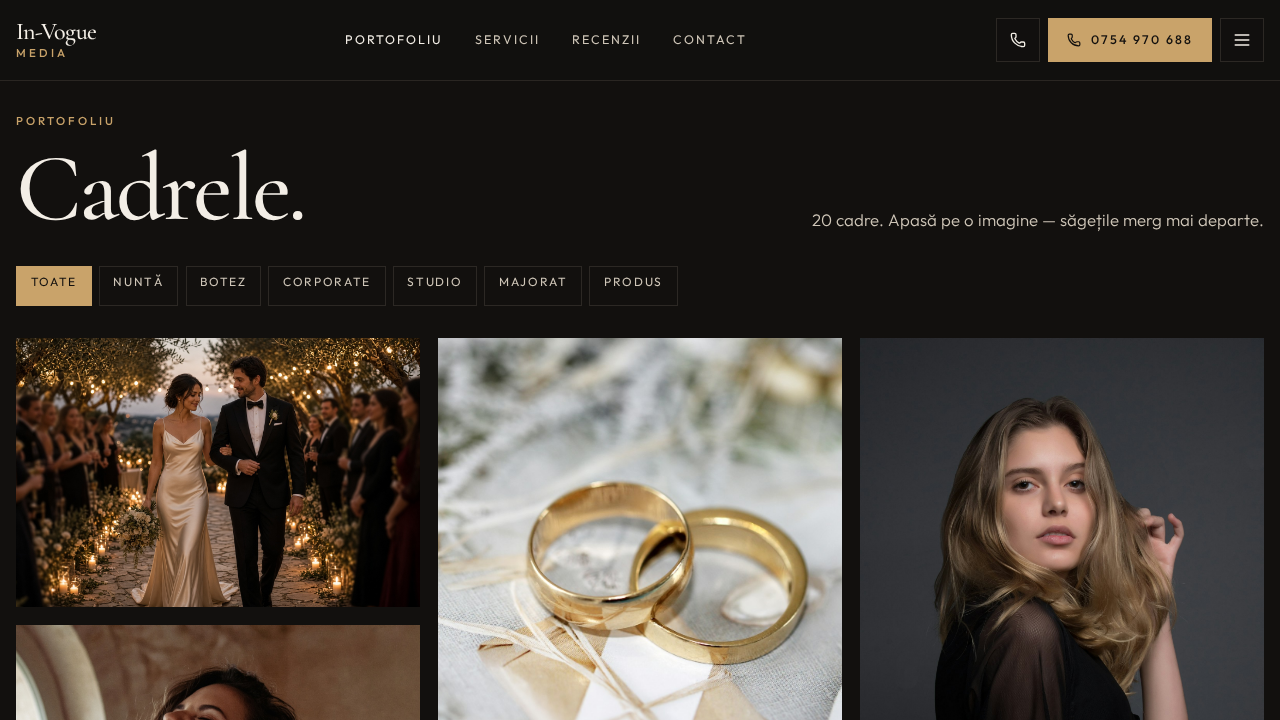 In-Vogue
MEDIA
PORTOFOLIU
SERVICII
RECENZII
CONTACT
0754 970 688
PORTOFOLIU
Cadrele.
20 cadre. Apasă pe o imagine — săgețile merg mai departe.
TOATE
NUNTĂ
BOTEZ
CORPORATE
STUDIO
MAJORAT
PRODUS